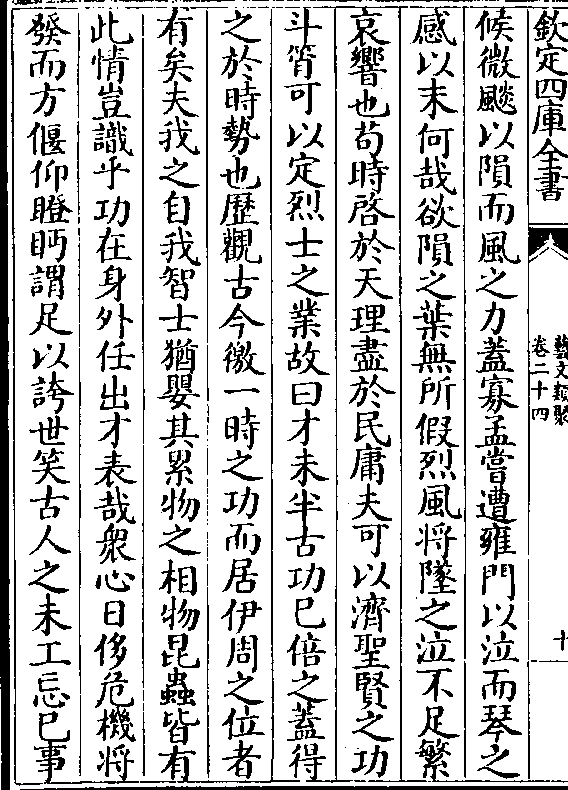 欽定四庫全書
藝文類聚
卷二十四
十
候微飈以隕而風之力蓋寡孟嘗遭雍門以泣而琴之
感以末何哉欲隕之葉無所假烈風将墜之泣不足繁
哀響也苟時啓於天理盡於民庸夫可以濟聖賢之功
斗筲可以定烈士之業故曰才未半古功已倍之蓋得
之於時勢也歴觀古今徼一時之功而居伊周之位者
有矣夫我之自我智士猶嬰其累物之相物昆蟲皆有
此情豈識乎功在身外任出才表哉衆心日侈危機将
發而方偃仰瞪眄謂足以誇世笑古人之未工忘已事